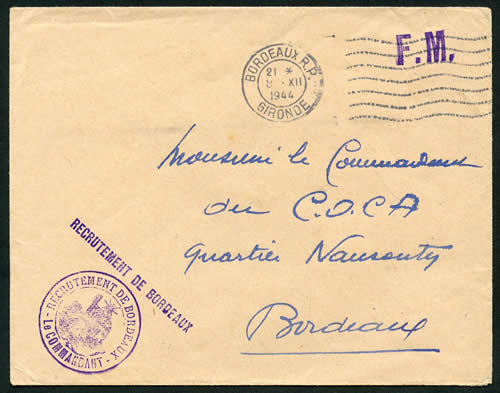 BORDEAUX R.P.
21 *
XII
1944
GIRONDE
F.M.
Monsieur le Commandant
du C.O.C.A
Quartier Nansouty
Bordeaux
RECRUTEMENT DE BORDEAUX
- RECRUTEMENT DE BORDEAUX -
Le COMMANDANT